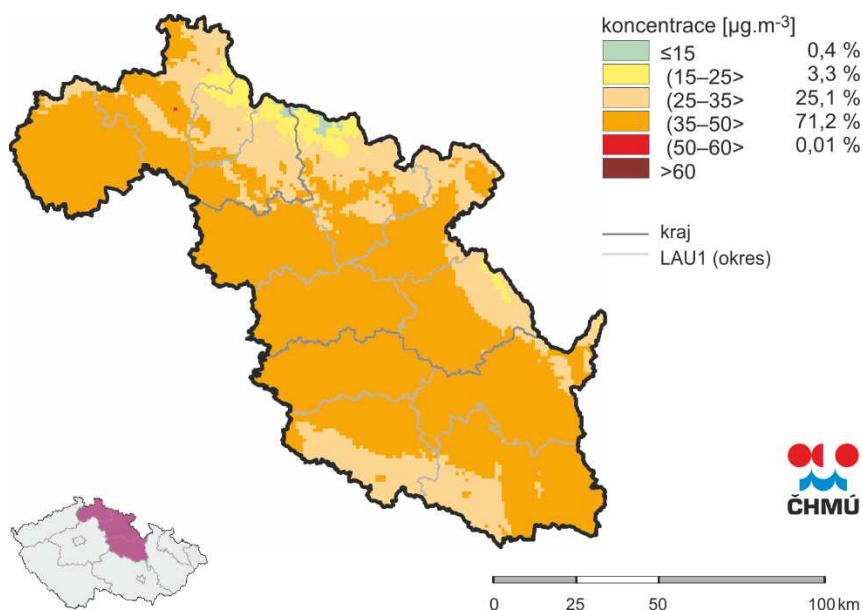 koncentrace [µg.m-3]
≤15 0,4 %
(15–25> 3,3 %
(25–35> 25,1 %
(35–50> 71,2 %
(50–60> 0,01 %
>60
kraj
LAU1 (okres)
ČHMÚ
0 25 50 100 km